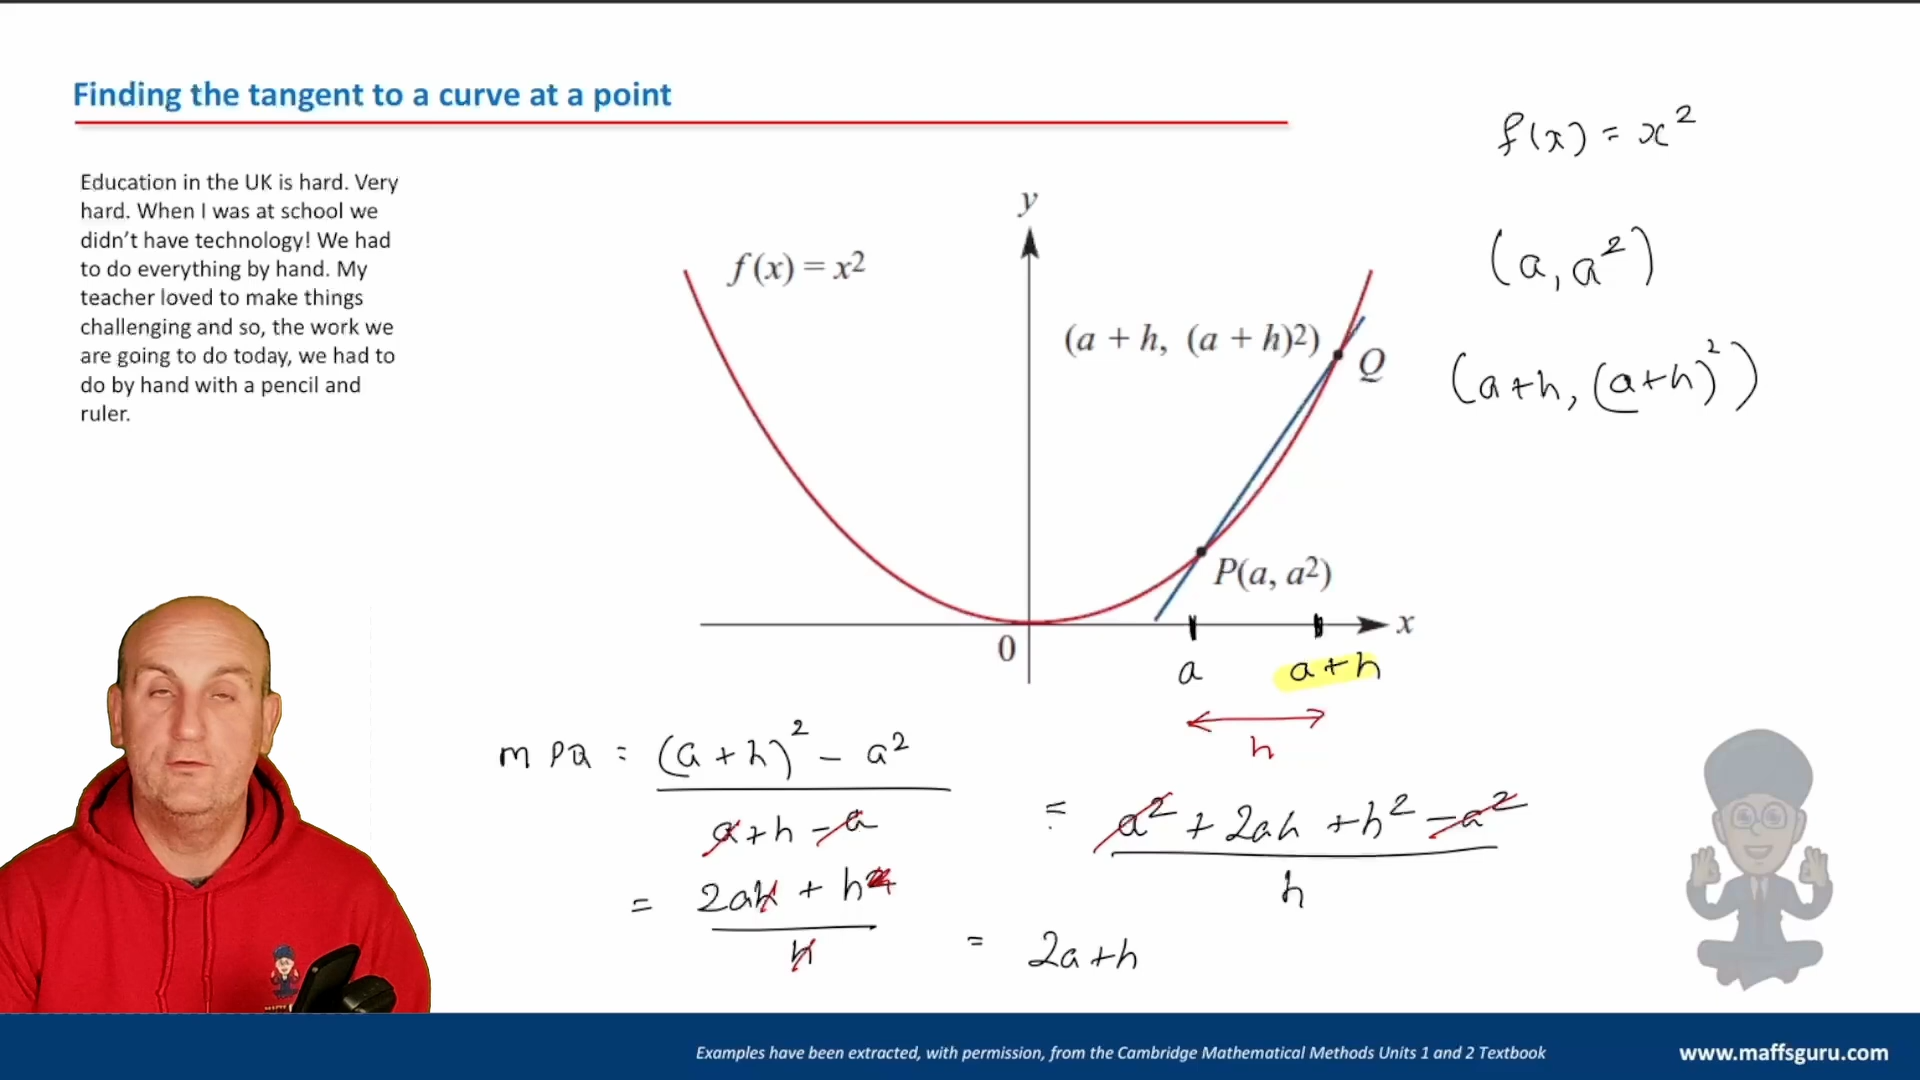 Finding the tangent to a curve at a point
f(x) = x²
Education in the UK is hard. Very
hard. When I was at school we
didn't have technology! We had
to do everything by hand. My
teacher loved to make things
challenging and so, the work we
are going to do today, we had to
do by hand with a pencil and
ruler.
y
f(x) = x2
(a, a²)
(a + h, (a + h)2)
Q
(a+h, (a+h)²)
P(a, a2)
x
0
a
a+h
h
m PQ = (a+h)² - a²
a+h-a
= a² + 2ah + h² - a²
h
= 2ah + h²
h
= 2a+h
Examples have been extracted, with permission, from the Cambridge Mathematical Methods Units 1 and 2 Textbook
www.maffsguru.com